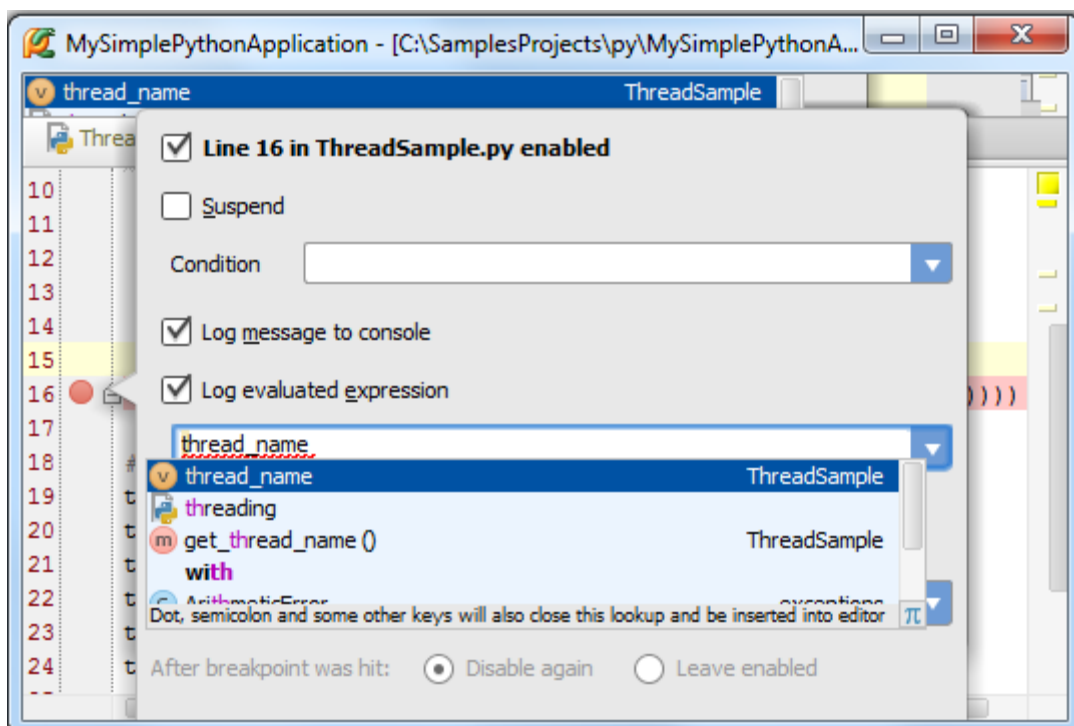 MySimplePythonApplication - [C:\SamplesProjects\py\MySimplePythonA...
thread_name ThreadSample
Threa
Line 16 in ThreadSample.py enabled
10
Suspend
11
12 Condition
13
14 Log message to console
15
16 Log evaluated expression ))))
17
thread_name
18 #
thread_name ThreadSample
19 t
threading
20 t
get_thread_name () ThreadSample
21 t
with
22 t
ArithmeticError exceptions
Dot, semicolon and some other keys will also close this lookup and be inserted into editor π
23 t
24 t
After breakpoint was hit: Disable again Leave enabled